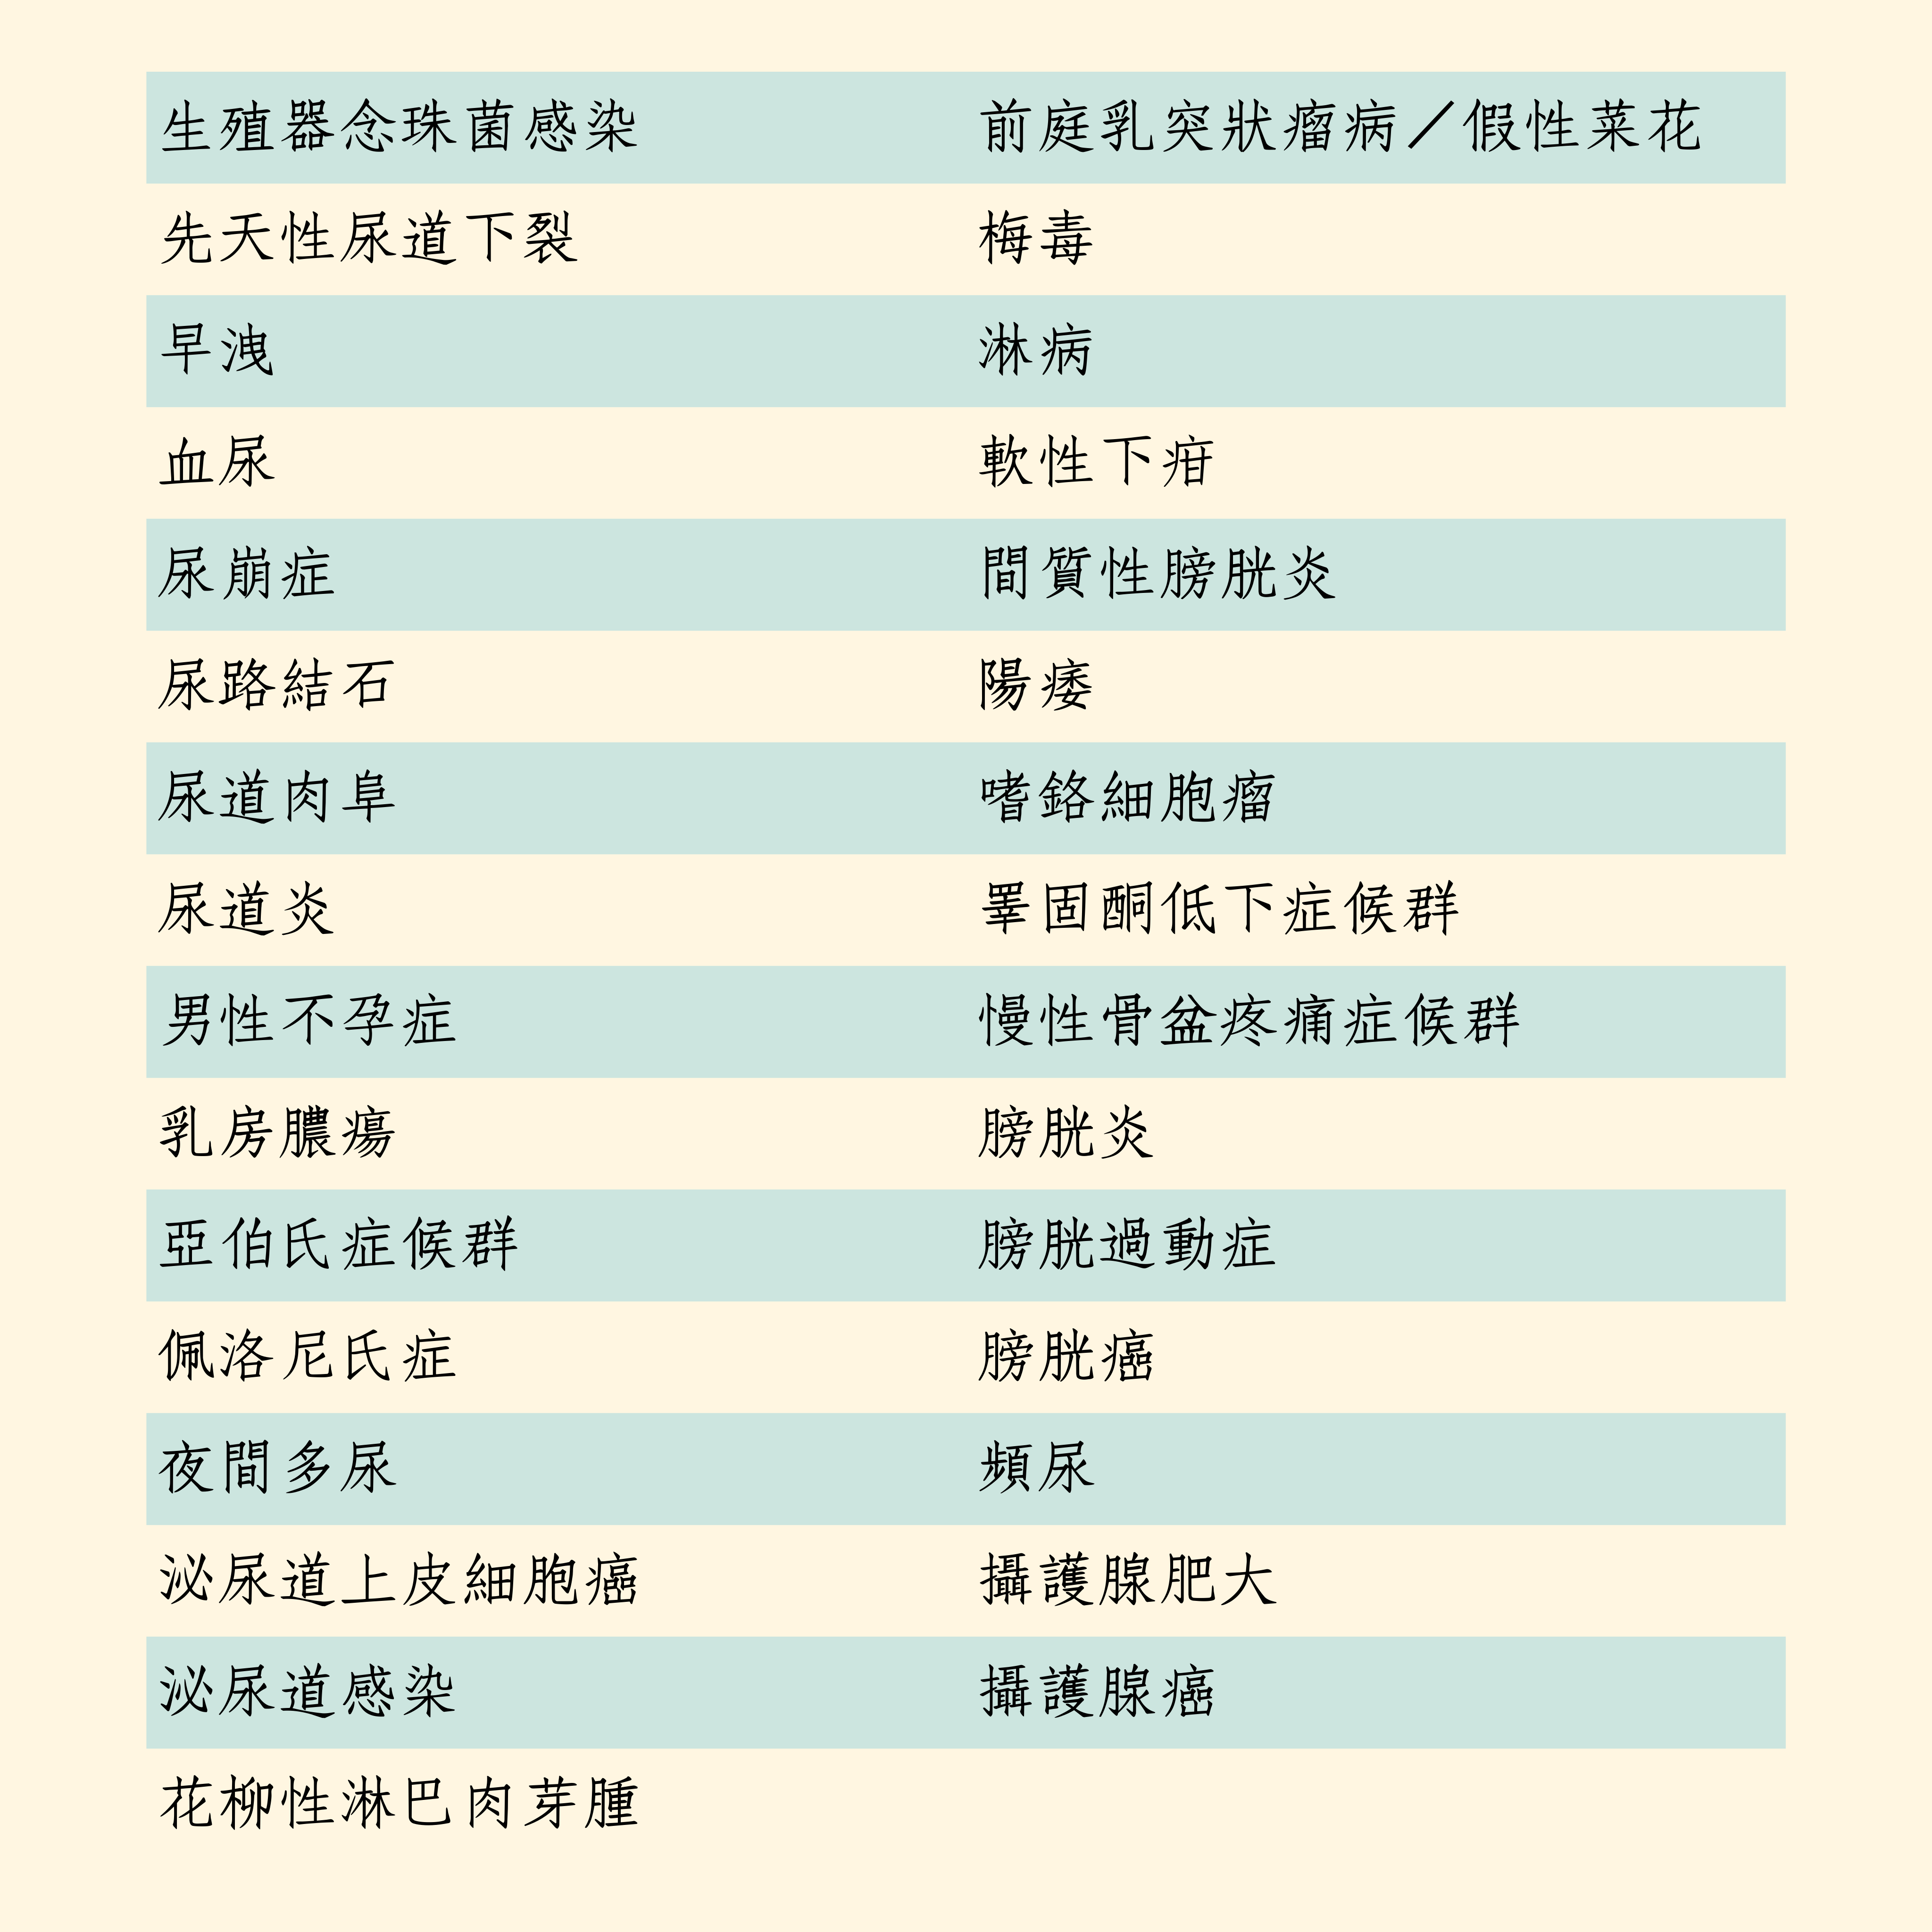 生殖器念珠菌感染 前庭乳突狀瘤病／假性菜花
先天性尿道下裂 梅毒
早洩 淋病
血尿 軟性下疳
尿崩症 間質性膀胱炎
尿路結石 陽痿
尿道肉阜 嗜鉻細胞瘤
尿道炎 睪固酮低下症候群
男性不孕症 慢性骨盆疼痛症候群
乳房膿瘍 膀胱炎
亞伯氏症候群 膀胱過動症
佩洛尼氏症 膀胱癌
夜間多尿 頻尿
泌尿道上皮細胞癌 攝護腺肥大
泌尿道感染 攝護腺癌
花柳性淋巴肉芽腫